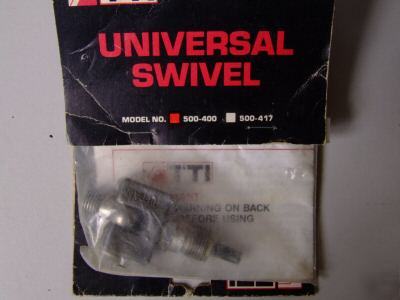 UNIVERSAL
SWIVEL
MODEL NO. 500-400 500-417
TTI
WARNING ON BACK
BEFORE USING